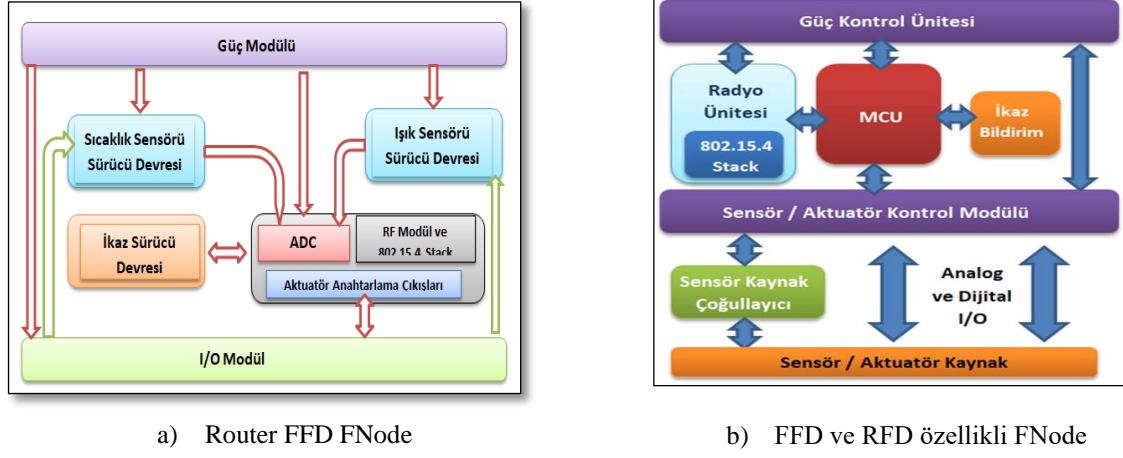 Güç Modülü
Sıcaklık Sensörü
Sürücü Devresi
Işık Sensörü
Sürücü Devresi
İkaz Sürücü
Devresi
ADC
RF Modül ve
802.15.4 Stack
Aktuatör Anahtarlama Çıkışları
I/O Modül
a) Router FFD FNode
Güç Kontrol Ünitesi
Radyo
Ünitesi
802.15.4
Stack
MCU
İkaz
Bildirim
Sensör / Aktuatör Kontrol Modülü
Sensör Kaynak
Çoğullayıcı
Analog
ve Dijital
I/O
Sensör / Aktuatör Kaynak
b) FFD ve RFD özellikli FNode